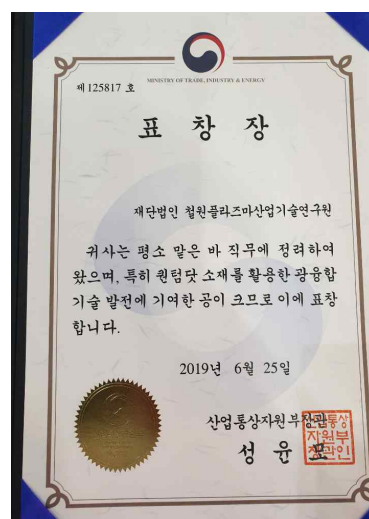 제 125817 호
MINISTRY OF TRADE, INDUSTRY & ENERGY
표 창 장
재단법인 철원플라즈마산업기술연구원
귀사는 평소 맡은 바 직무에 정려하여
왔으며, 특히 퀀텀닷 소재를 활용한 광융합
기술 발전에 기여한 공이 크므로 이에 표창
합니다.
2019년 6월 25일
산업통상자원부장관
성 윤 모